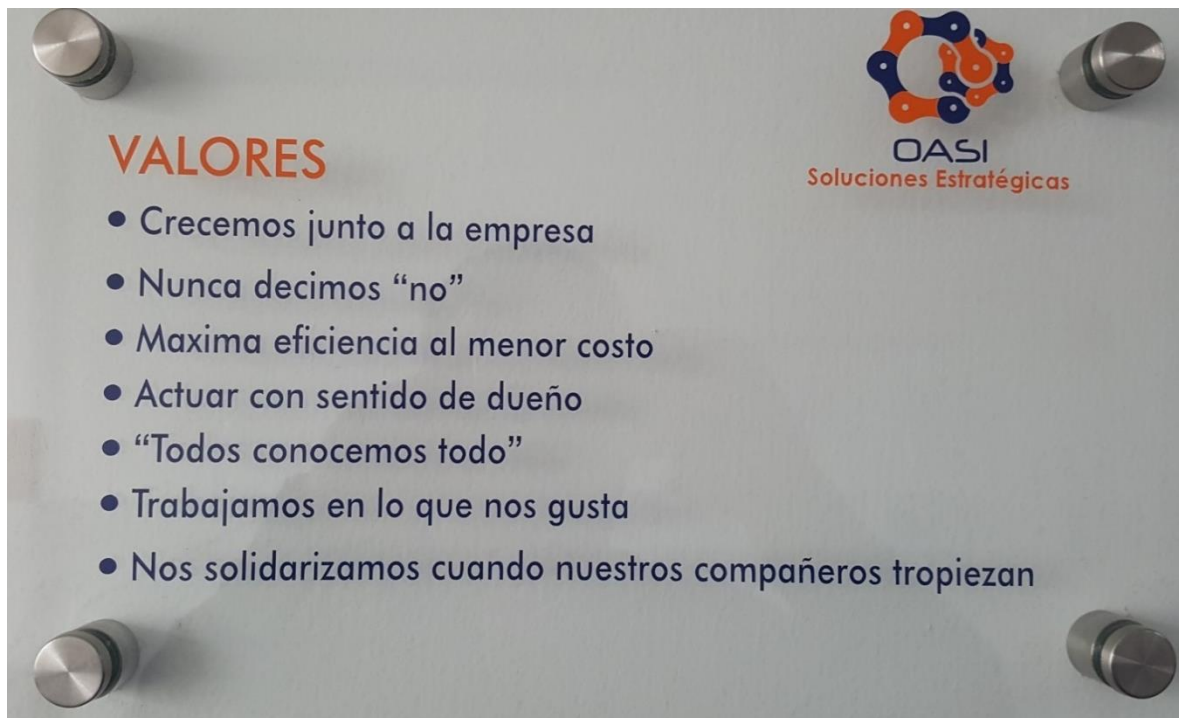 OASI
Soluciones Estratégicas
VALORES
• Crecemos junto a la empresa
• Nunca decimos “no”
• Maxima eficiencia al menor costo
• Actuar con sentido de dueño
• “Todos conocemos todo”
• Trabajamos en lo que nos gusta
• Nos solidarizamos cuando nuestros compañeros tropiezan